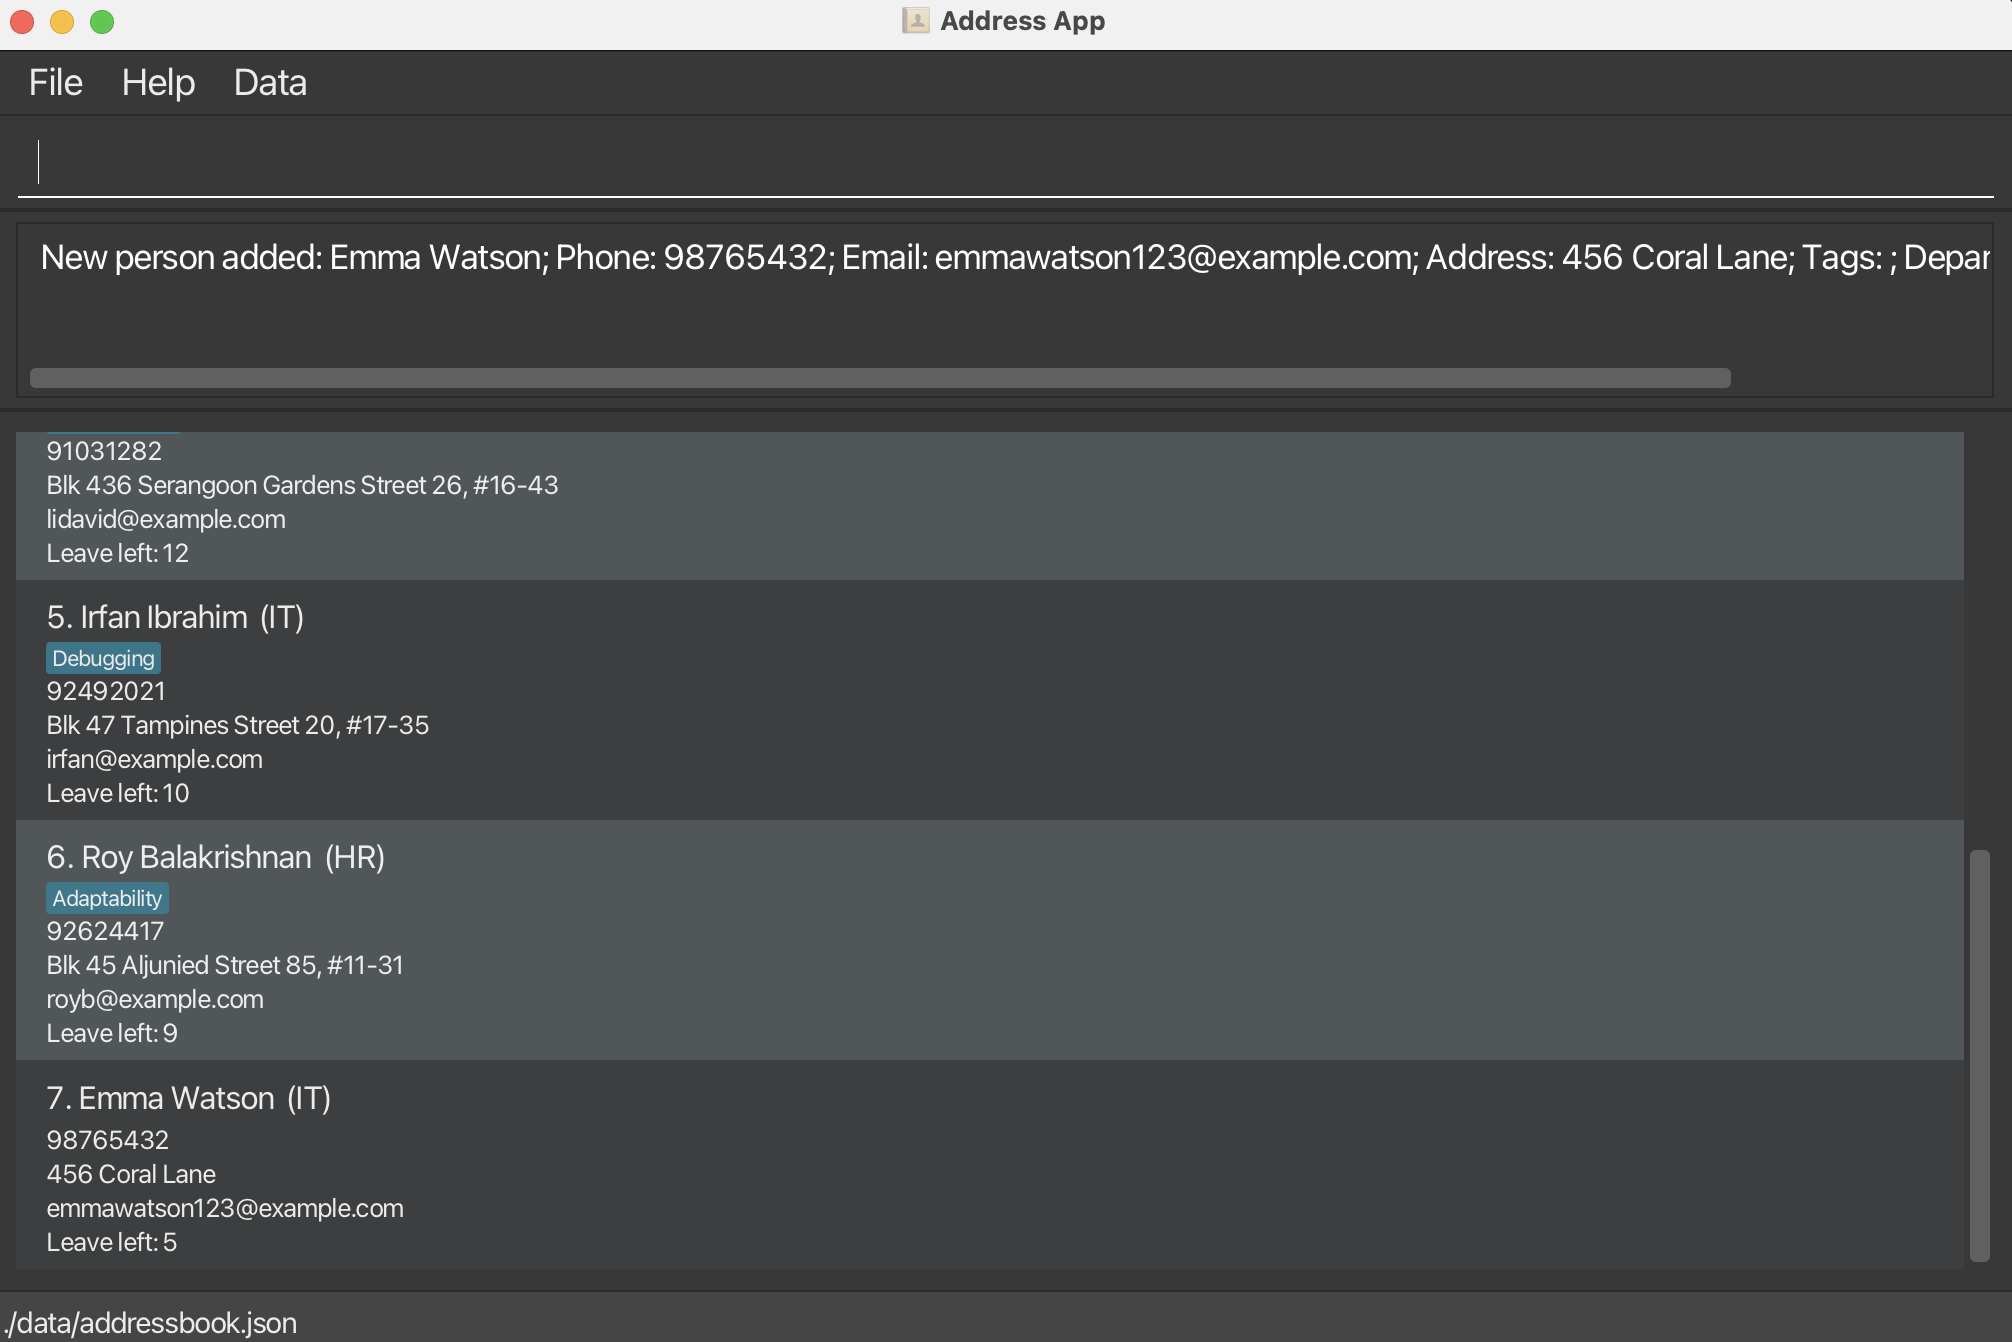 Address App
File Help Data
New person added: Emma Watson; Phone: 98765432; Email: emmawatson123@example.com; Address: 456 Coral Lane; Tags: ; Depar
91031282
Blk 436 Serangoon Gardens Street 26, #16-43
lidavid@example.com
Leave left: 12
5. Irfan Ibrahim (IT)
Debugging
92492021
Blk 47 Tampines Street 20, #17-35
irfan@example.com
Leave left: 10
6. Roy Balakrishnan (HR)
Adaptability
92624417
Blk 45 Aljunied Street 85, #11-31
royb@example.com
Leave left: 9
7. Emma Watson (IT)
98765432
456 Coral Lane
emmawatson123@example.com
Leave left: 5
./data/addressbook.json